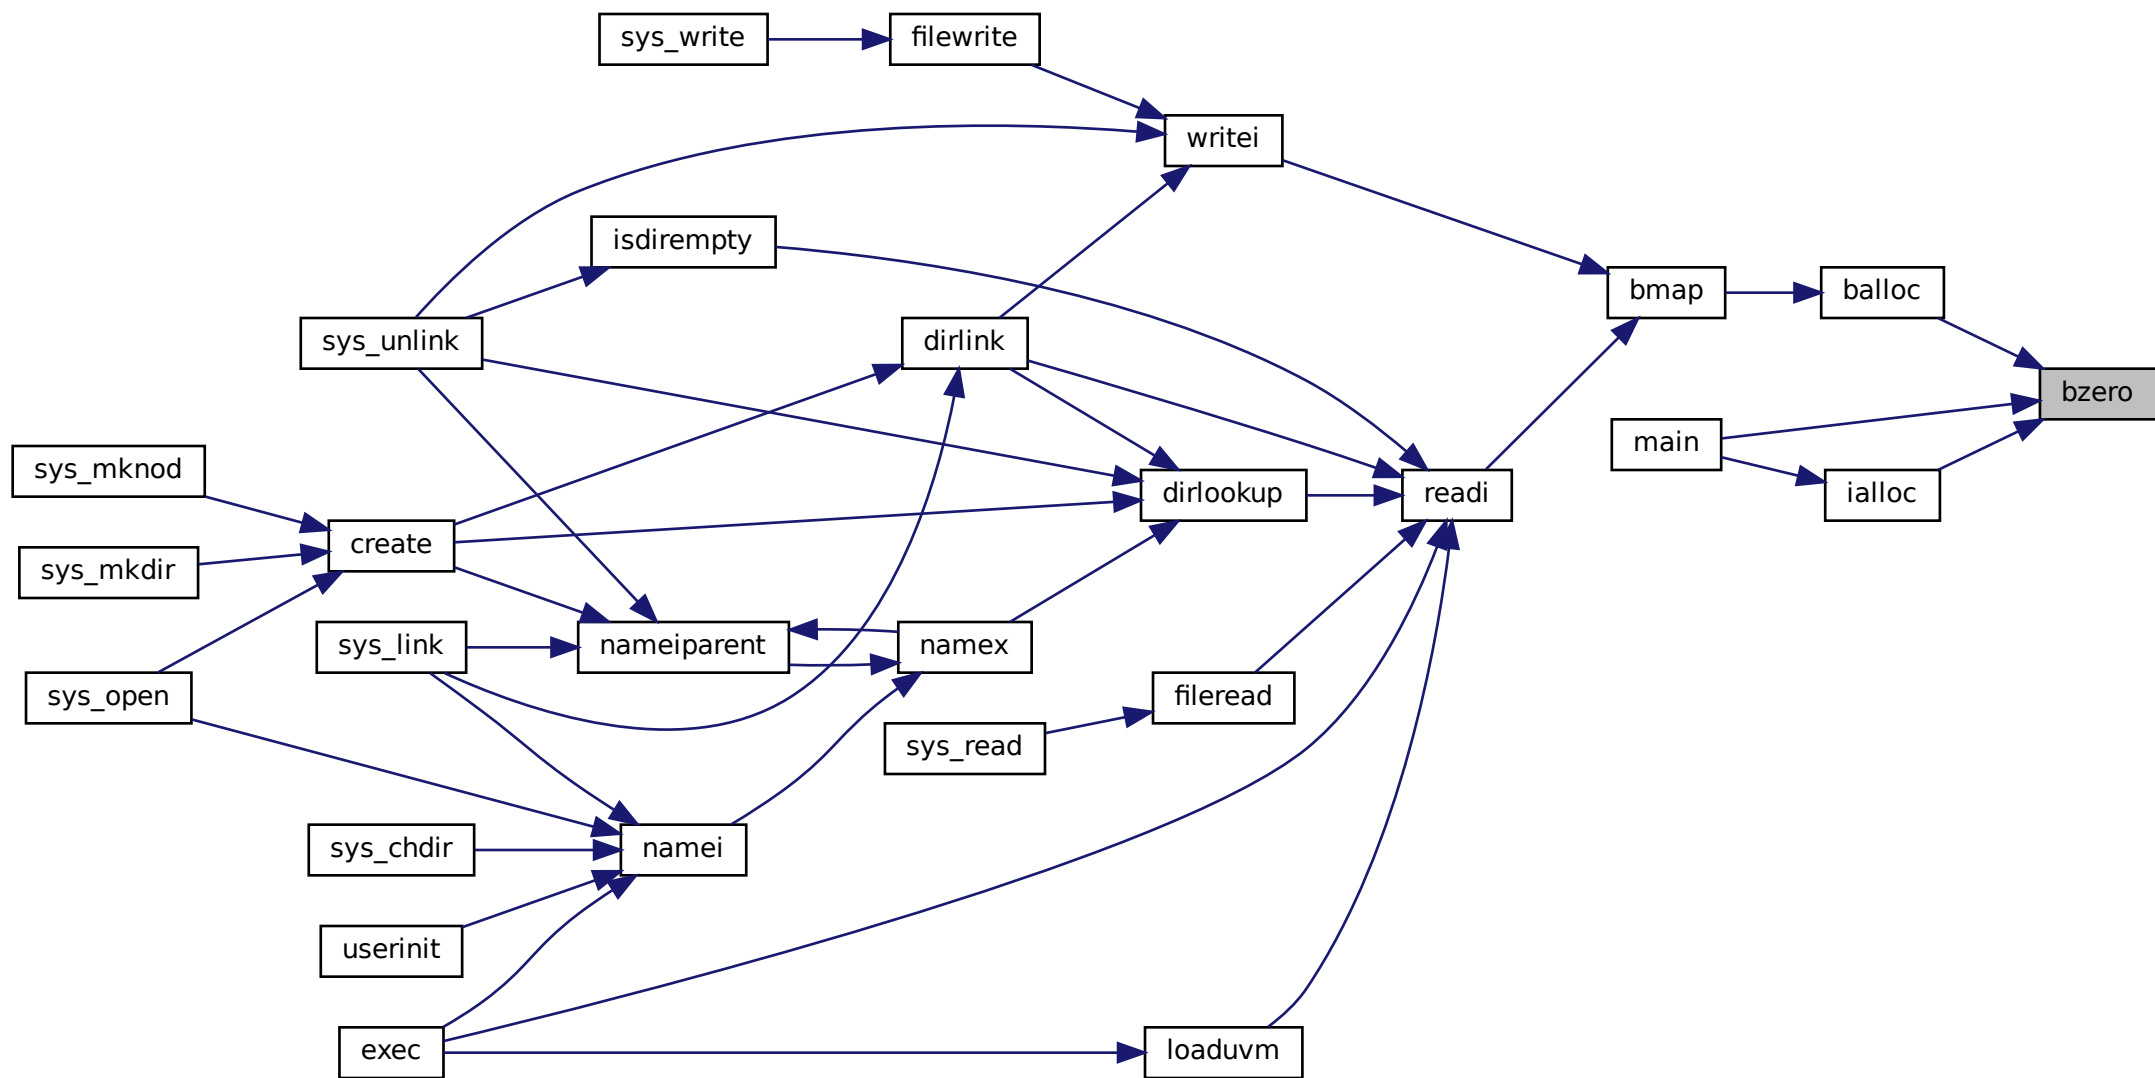 sys_write
filewrite
writei
isdirempty
bmap
balloc
sys_unlink
dirlink
bzero
main
sys_mknod
dirlookup
readi
ialloc
create
sys_mkdir
sys_link
nameiparent
namex
sys_open
fileread
sys_read
sys_chdir
namei
userinit
exec
loaduvm